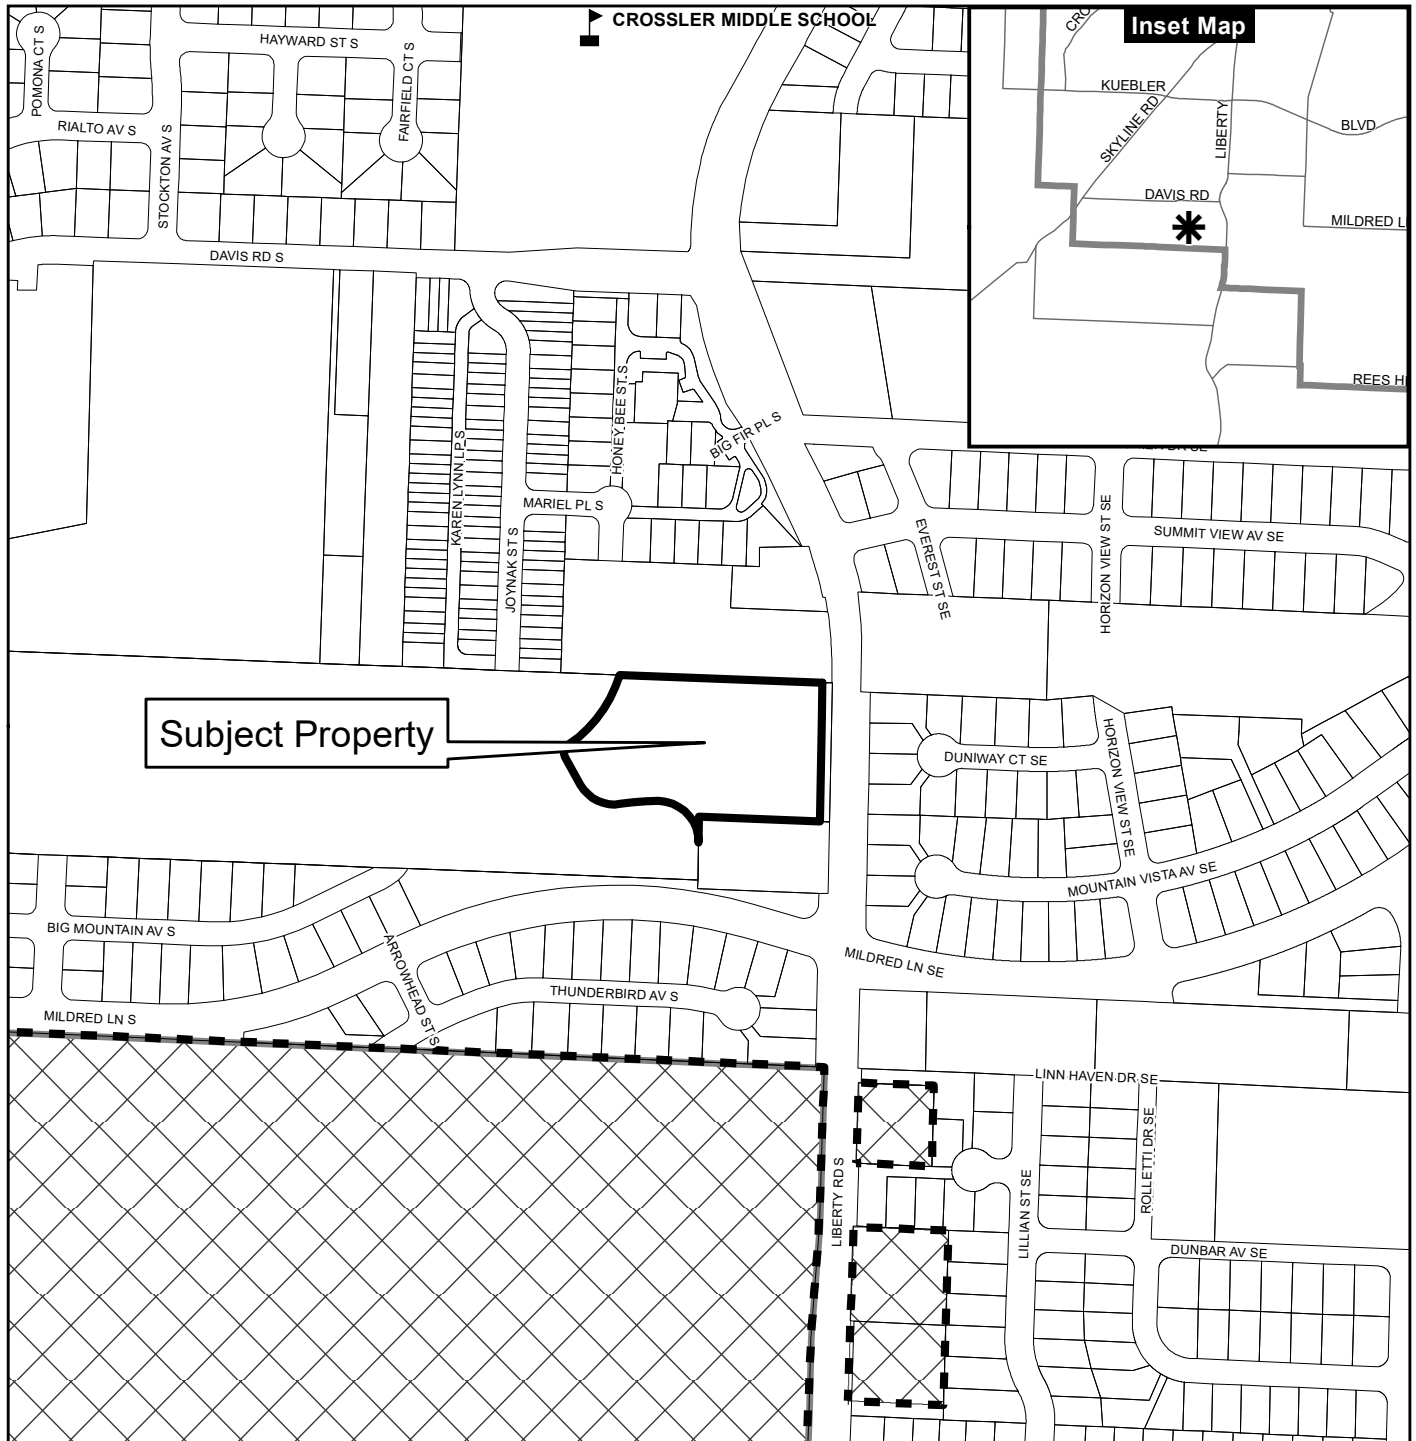 CROSSLER MIDDLE SCHOOL
Inset Map
CRO
KUEBLER
SKYLINE RD
LIBERTY
BLVD
DAVIS RD
MILDRED L
REES H
POMONA CT S
HAYWARD ST S
FAIRFIELD CT S
RIALTO AV S
STOCKTON AV S
DAVIS RD S
HONEY BEE ST S
BIG FIR PL S
KAREN LYNN LP S
MARIEL PL S
JOYNAK ST S
EVEREST ST SE
HORIZON VIEW ST SE
SUMMIT VIEW AV SE
DR SE
Subject Property
DUNIWAY CT SE
HORIZON VIEW ST SE
MOUNTAIN VISTA AV SE
BIG MOUNTAIN AV S
ARROWHEAD ST S
MILDRED LN SE
THUNDERBIRD AV S
MILDRED LN S
LINN HAVEN DR SE
ROLLETTI DR SE
LIBERTY RD S
LILLIAN ST SE
DUNBAR AV SE